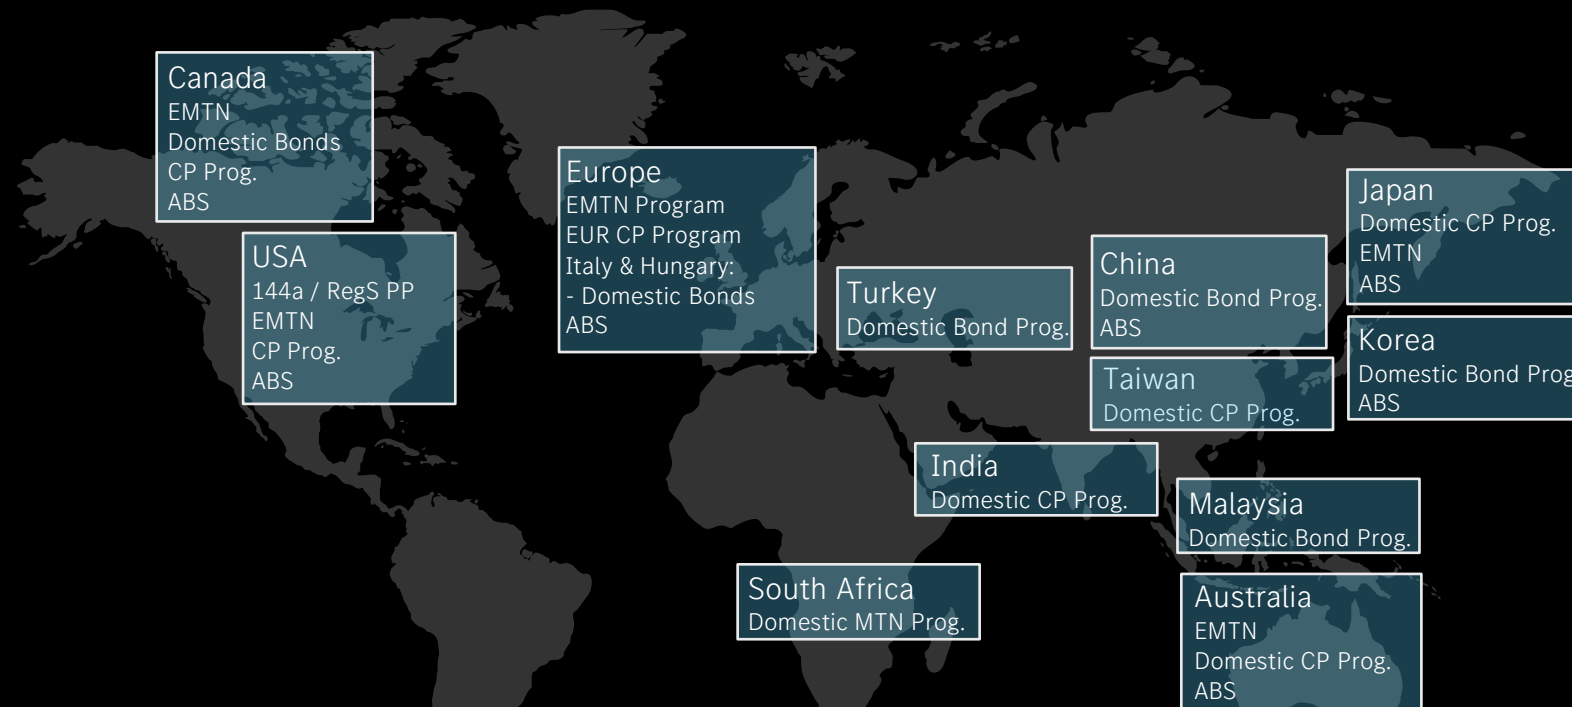 Canada
EMTN
Domestic Bonds
CP Prog.
ABS
USA
144a / RegS PP
EMTN
CP Prog.
ABS
Europe
EMTN Program
EUR CP Program
Italy & Hungary:
- Domestic Bonds
ABS
Turkey
Domestic Bond Prog.
China
Domestic Bond Prog.
ABS
Taiwan
Domestic CP Prog.
Japan
Domestic CP Prog.
EMTN
ABS
Korea
Domestic Bond Prog
ABS
India
Domestic CP Prog.
Malaysia
Domestic Bond Prog.
South Africa
Domestic MTN Prog.
Australia
EMTN
Domestic CP Prog.
ABS